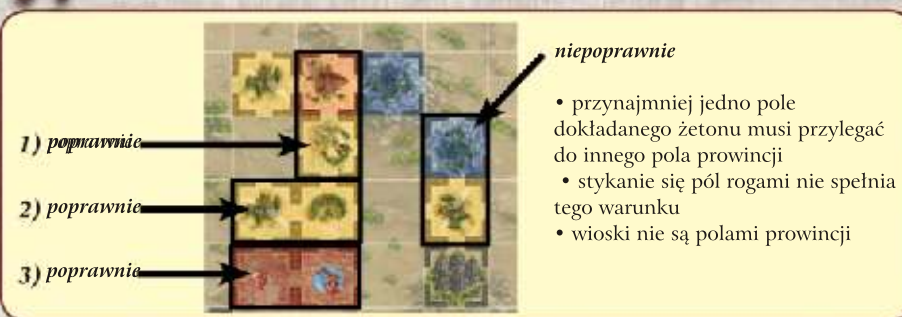 niepoprawnie
• przynajmniej jedno pole
dokładanego żetonu musi przylegać
do innego pola prowincji
• stykanie się pól rogami nie spełnia
tego warunku
• wioski nie są polami prowincji
1) poprawnie
2) poprawnie
3) poprawnie